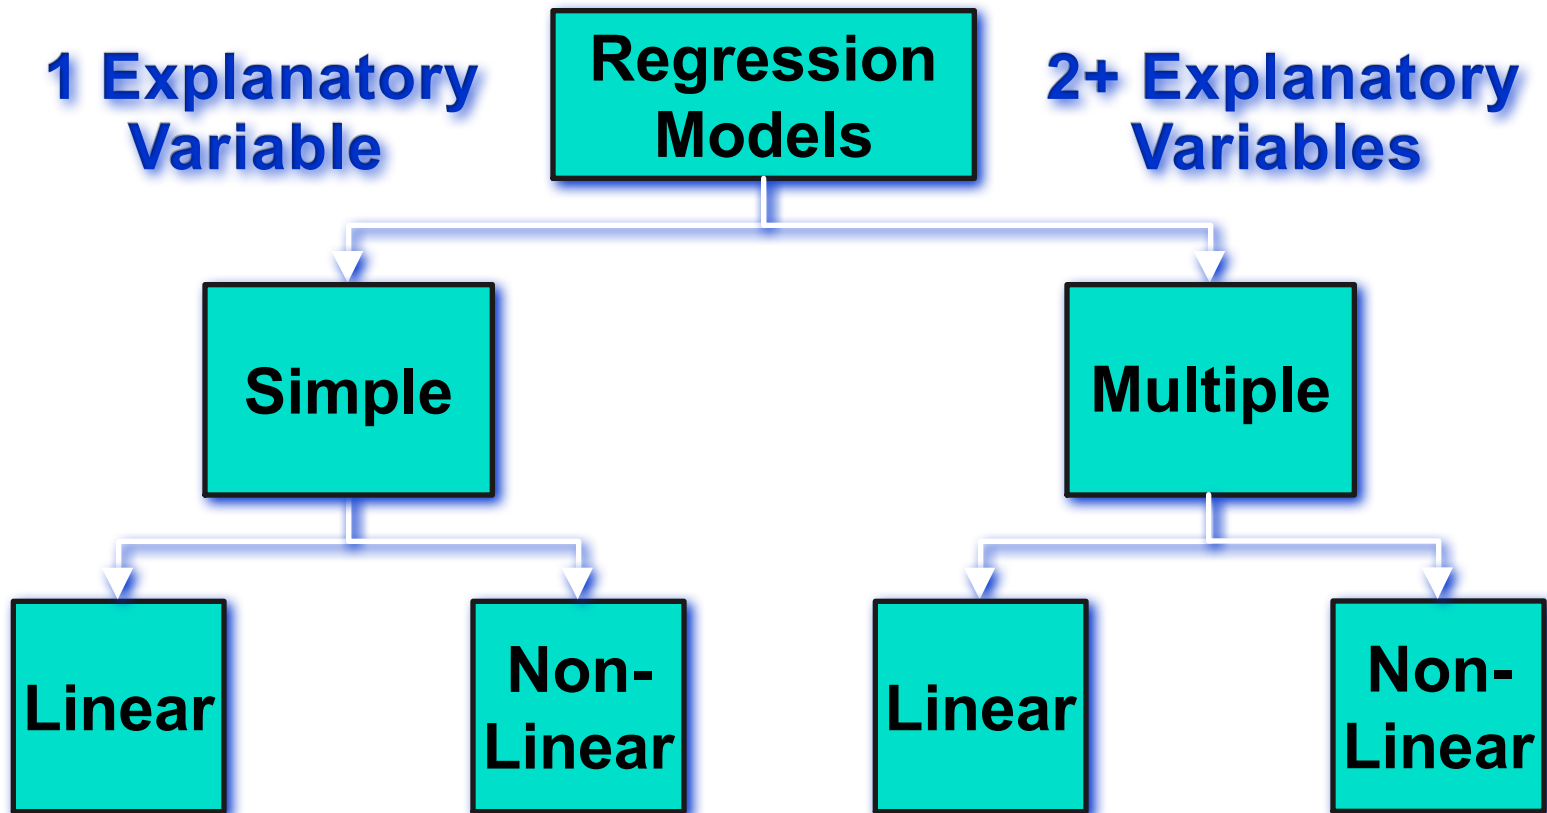 1 Explanatory
Variable
Regression
Models
2+ Explanatory
Variables
Simple
Multiple
Linear
Non-
Linear
Linear
Non-
Linear